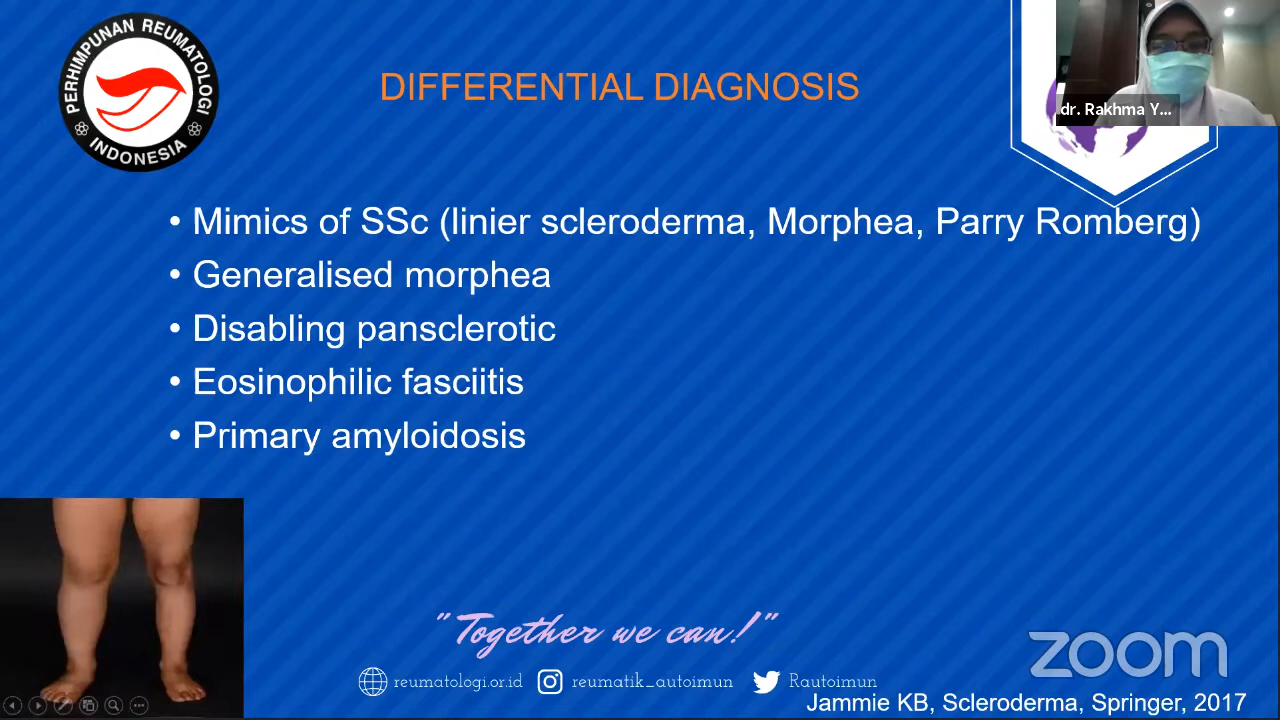 PERHIMPUNAN REUMATOLOGI
INDONESIA
DIFFERENTIAL DIAGNOSIS
dr. Rakhma Y...
• Mimics of SSc (linier scleroderma, Morphea, Parry Romberg)
• Generalised morphea
• Disabling pansclerotic
• Eosinophilic fasciitis
• Primary amyloidosis
"Together we can!"
zoom
reumatologi.or.id reumatik_autoimun Rautoimun
Jammie KB, Scleroderma, Springer, 2017